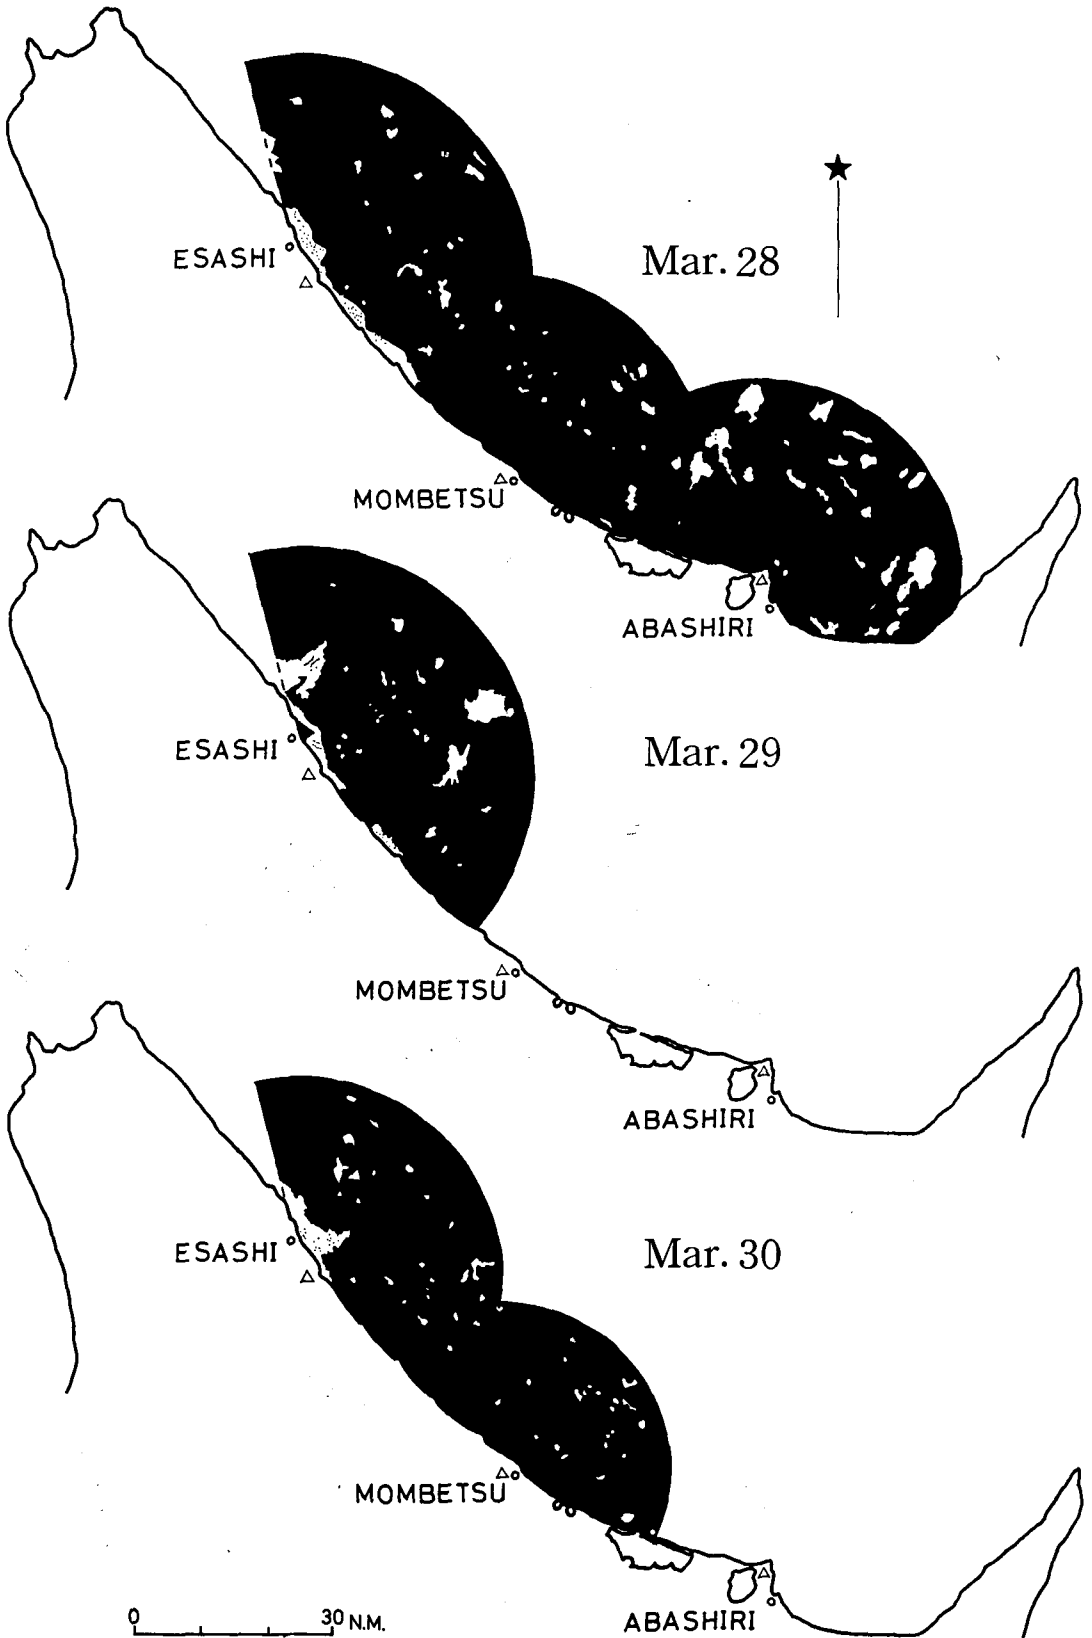 ESASHI
Mar. 28
MOMBETSU
ABASHIRI
ESASHI
Mar. 29
MOMBETSU
ABASHIRI
ESASHI
Mar. 30
MOMBETSU
ABASHIRI
0 30 N.M.